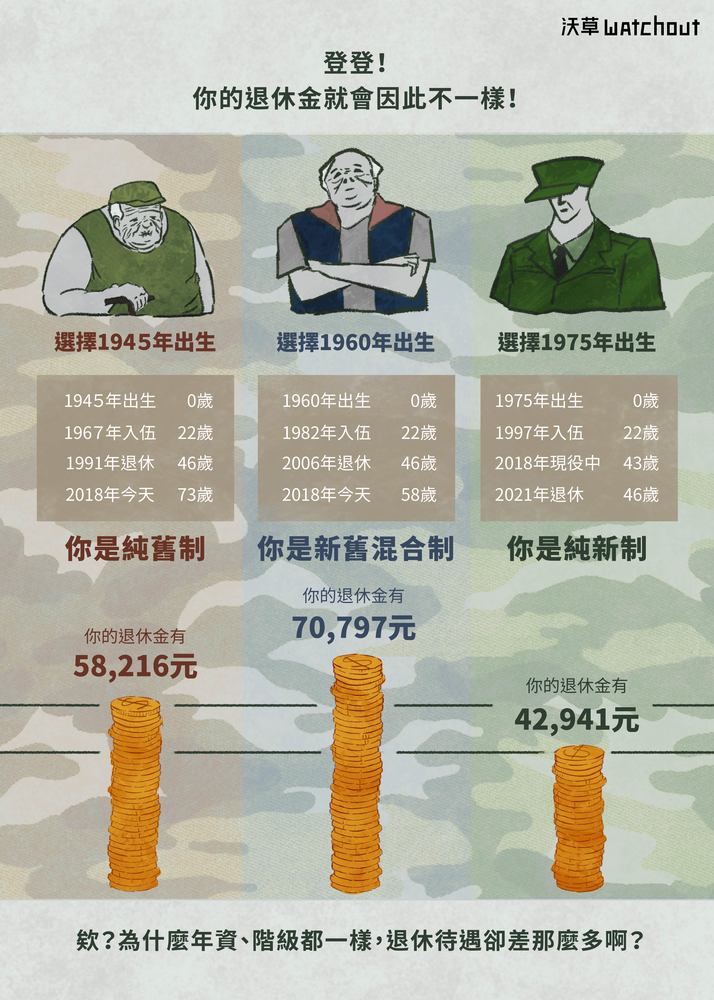 沃草 watchout
登登！
你的退休金就會因此不一樣！
選擇1945年出生
1945年出生 0歲
1967年入伍 22歲
1991年退休 46歲
2018年今天 73歲
你是純舊制
你的退休金有
58,216元
選擇1960年出生
1960年出生 0歲
1982年入伍 22歲
2006年退休 46歲
2018年今天 58歲
你是新舊混合制
你的退休金有
70,797元
選擇1975年出生
1975年出生 0歲
1997年入伍 22歲
2018年現役中 43歲
2021年退休 46歲
你是純新制
你的退休金有
42,941元
欸？為什麼年資、階級都一樣，退休待遇卻差那麼多啊？